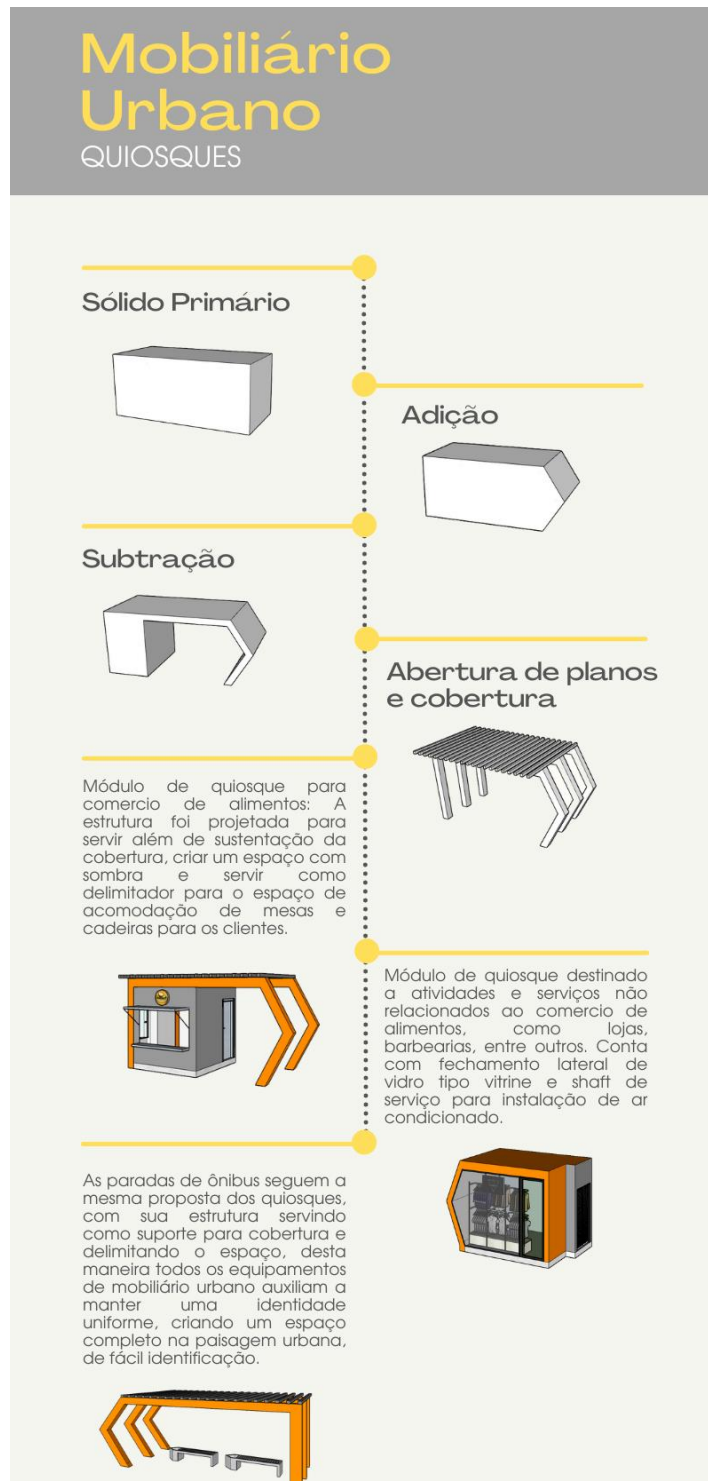 Mobiliário
Urbano
QUIOSQUES
Sólido Primário
Adição
Subtração
Abertura de planos
e cobertura
Módulo de quiosque para
comercio de alimentos: A
estrutura foi projetada para
servir além de sustentação da
cobertura, criar um espaço com
sombra e servir como
delimitador para o espaço de
acomodação de mesas e
cadeiras para os clientes.
Módulo de quiosque destinado
a atividades e serviços não
relacionados ao comercio de
alimentos, como lojas,
barbearias, entre outros. Conta
com fechamento lateral de
vidro tipo vitrine e shaft de
serviço para instalação de ar
condicionado.
As paradas de ônibus seguem a
mesma proposta dos quiosques,
com sua estrutura servindo
como suporte para cobertura e
delimitando o espaço, desta
maneira todos os equipamentos
de mobiliário urbano auxiliam a
manter uma identidade
uniforme, criando um espaço
completo na paisagem urbana,
de fácil identificação.